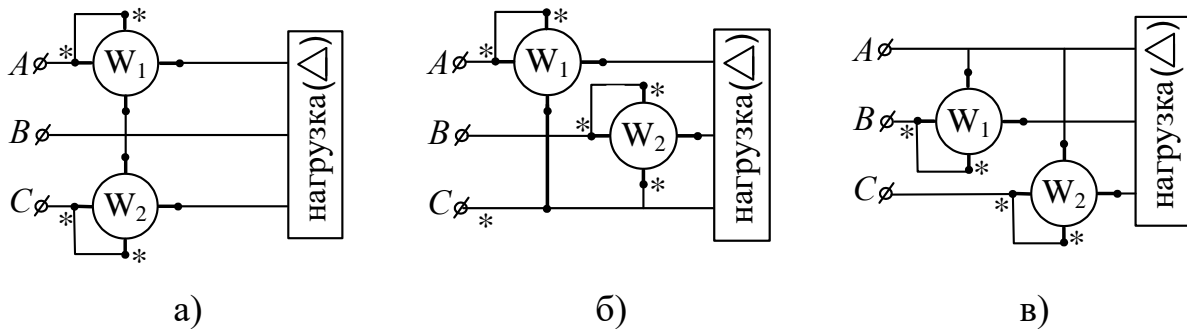 * * W₁ A B C * W₂ * нагрузка(△)
а)
* * W₁ A B C * * W₂ * * нагрузка(△)
б)
A B C * W₁ * * W₂ * нагрузка(△)
в)